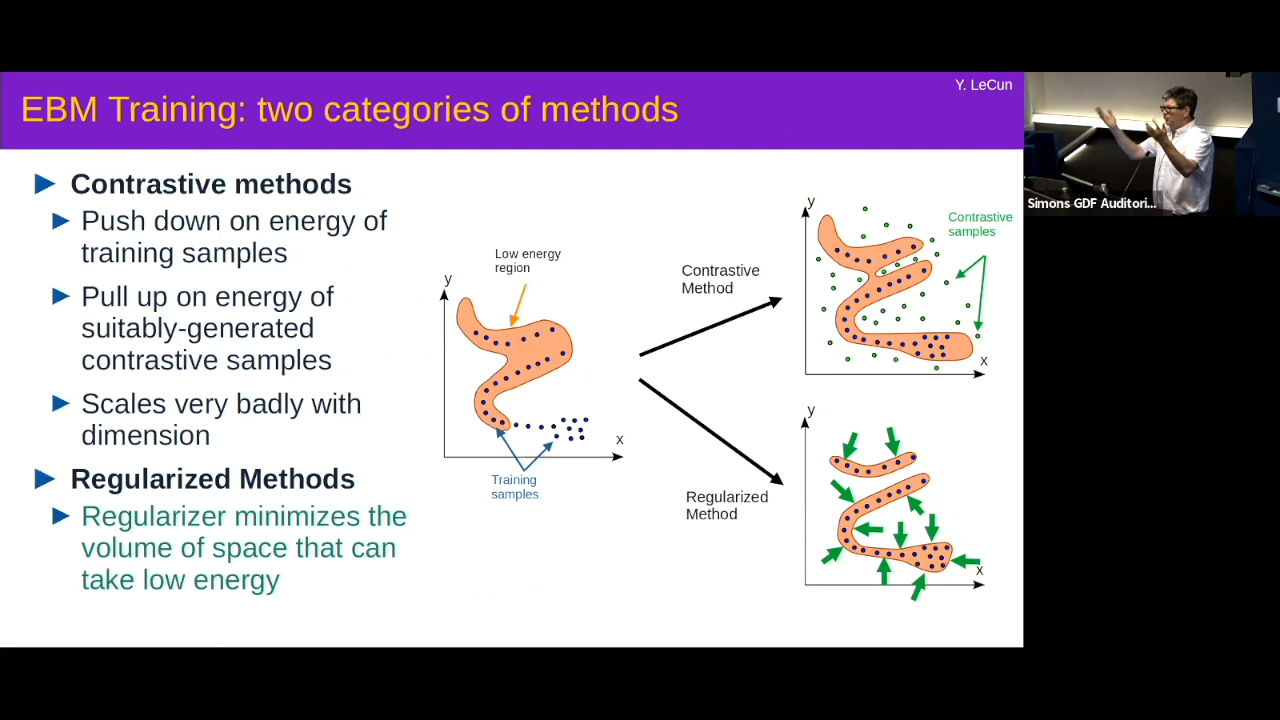 Y. LeCun
EBM Training: two categories of methods
Contrastive methods
Push down on energy of
training samples
Pull up on energy of
suitably-generated
contrastive samples
Scales very badly with
dimension
Regularized Methods
Regularizer minimizes the
volume of space that can
take low energy
Low energy
region
y
x
Training
samples
Contrastive
Method
Regularized
Method
y
Contrastive
samples
x
y
x
Simons GDF Auditori...